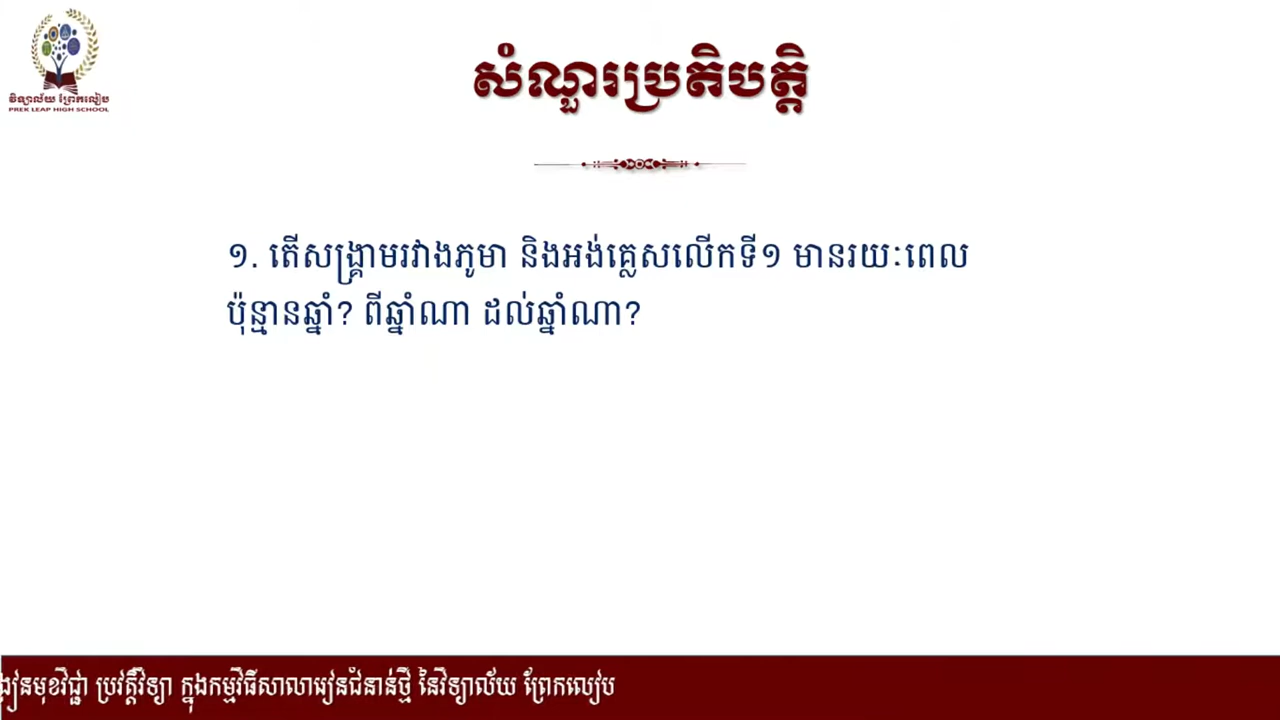 វិទ្យាល័យ ព្រែកលៀប
PREK LEAP HIGH SCHOOL
សំណួរប្រតិបត្តិ
១. តើសង្គ្រាមរវាងភូមា និងអង់គ្លេសលើកទី១ មានរយៈពេល
ប៉ុន្មានឆ្នាំ? ពីឆ្នាំណា ដល់ឆ្នាំណា?
រៀនមុខវិជ្ជា ប្រវត្តិវិទ្យា ក្នុងកម្មវិធីសាលារៀនជំនាន់ថ្មី នៃវិទ្យាល័យ ព្រែកលៀប